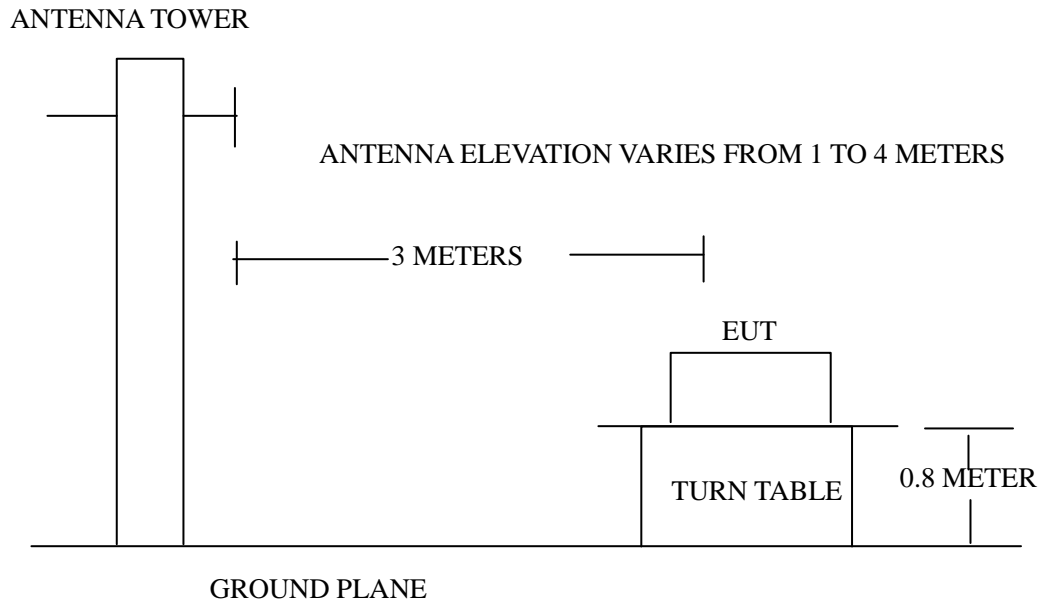 ANTENNA TOWER
ANTENNA ELEVATION VARIES FROM 1 TO 4 METERS
3 METERS
EUT
TURN TABLE
0.8 METER
GROUND PLANE